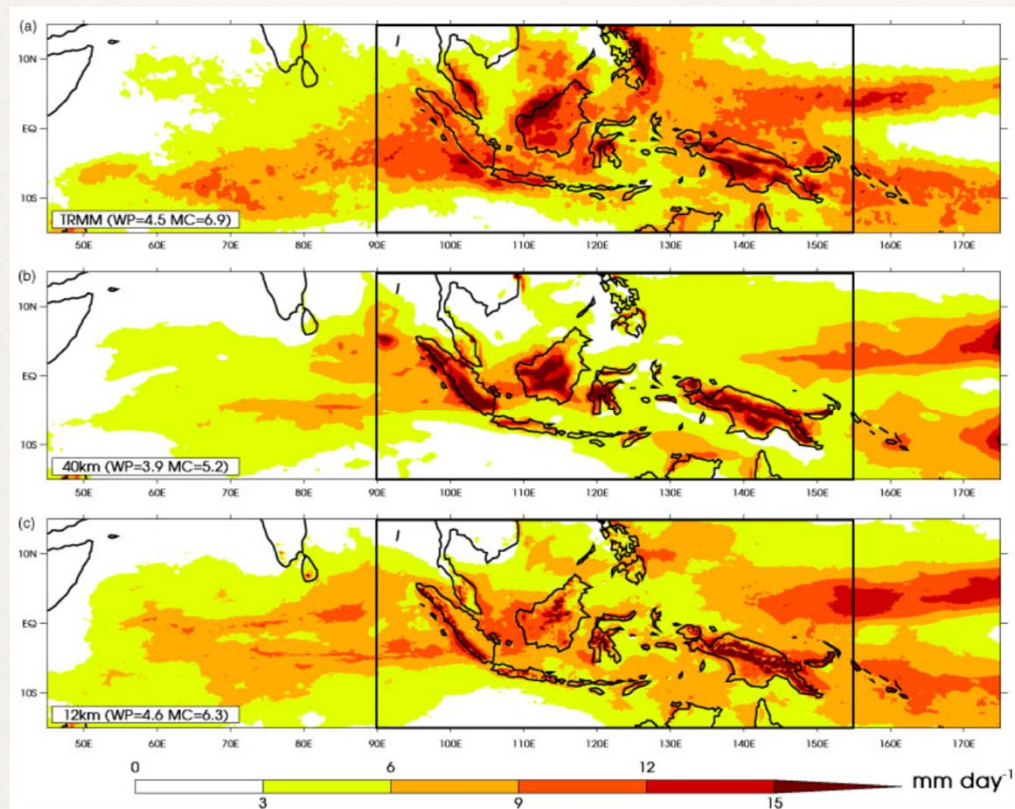 (a)
10N
EQ
10S
TRMM (WP=4.5 MC=6.9)
50E 60E 70E 80E 90E 100E 110E 120E 130E 140E 150E 160E 170E
(b)
10N
EQ
10S
40km (WP=3.9 MC=5.2)
50E 60E 70E 80E 90E 100E 110E 120E 130E 140E 150E 160E 170E
(c)
10N
EQ
10S
12km (WP=4.6 MC=6.3)
50E 60E 70E 80E 90E 100E 110E 120E 130E 140E 150E 160E 170E
0 6 12
mm day⁻¹
3 9 15